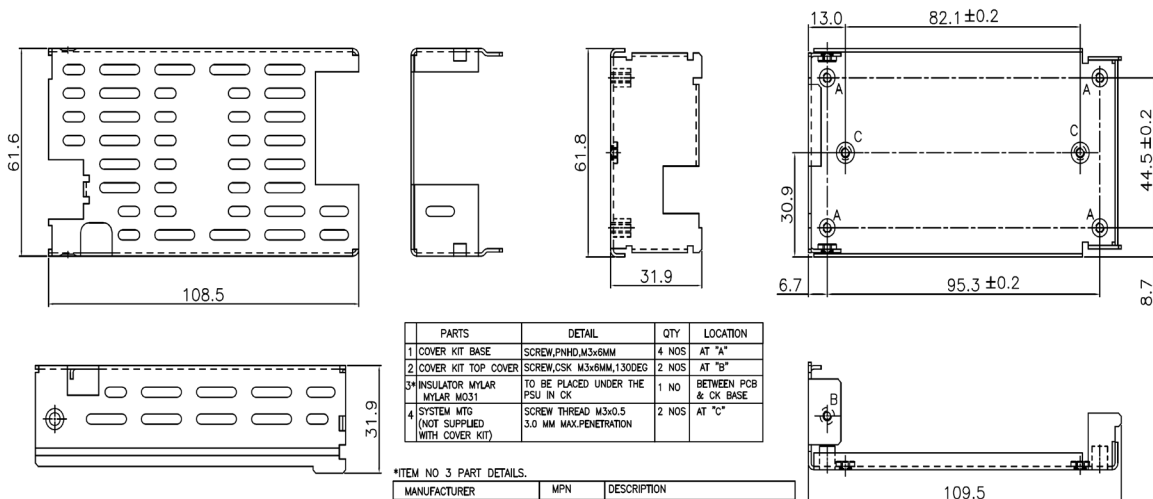 13.0
82.1±0.2
61.6
61.8
A
A
C
C
A
A
30.9
44.5±0.2
108.5
31.9
6.7
95.3 ±0.2
8.7
31.9
PARTS DETAIL QTY LOCATION
1 COVER KIT BASE SCREW,PNHD,M3x6MM 4 NOS AT "A"
2 COVER KIT TOP COVER SCREW,CSK M3x6MM,130DEG 2 NOS AT "B"
3* INSULATOR MYLAR TO BE PLACED UNDER THE 1 NO BETWEEN PCB
MYLAR M031 PSU IN CK & CK BASE
4 SYSTEM MTG SCREW THREAD M3x0.5 2 NOS AT "C"
(NOT SUPPLIED 3.0 MM MAX.PENETRATION
WITH COVER KIT)
B
109.5
*ITEM NO 3 PART DETAILS.
MANUFACTURER MPN DESCRIPTION